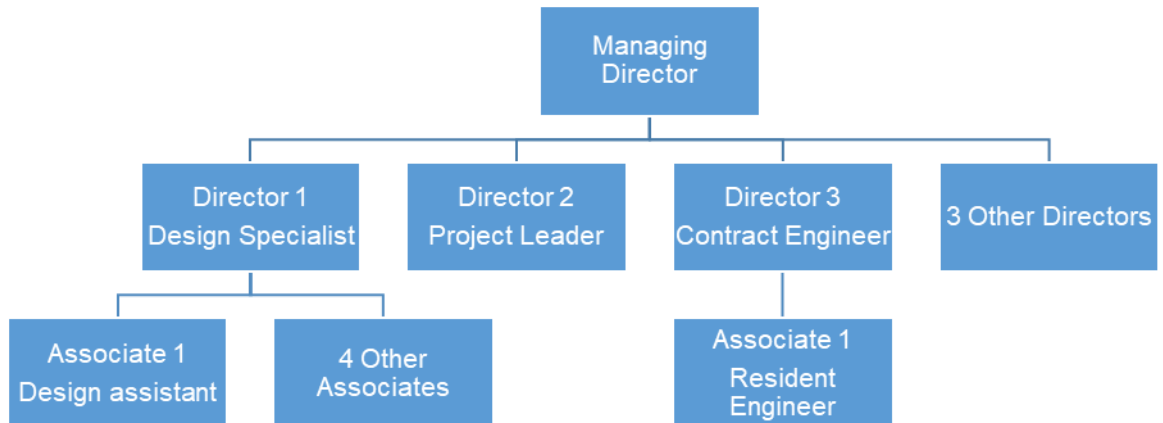 Managing
Director
Director 1
Design Specialist
Director 2
Project Leader
Director 3
Contract Engineer
3 Other Directors
Associate 1
Design assistant
4 Other
Associates
Associate 1
Resident
Engineer